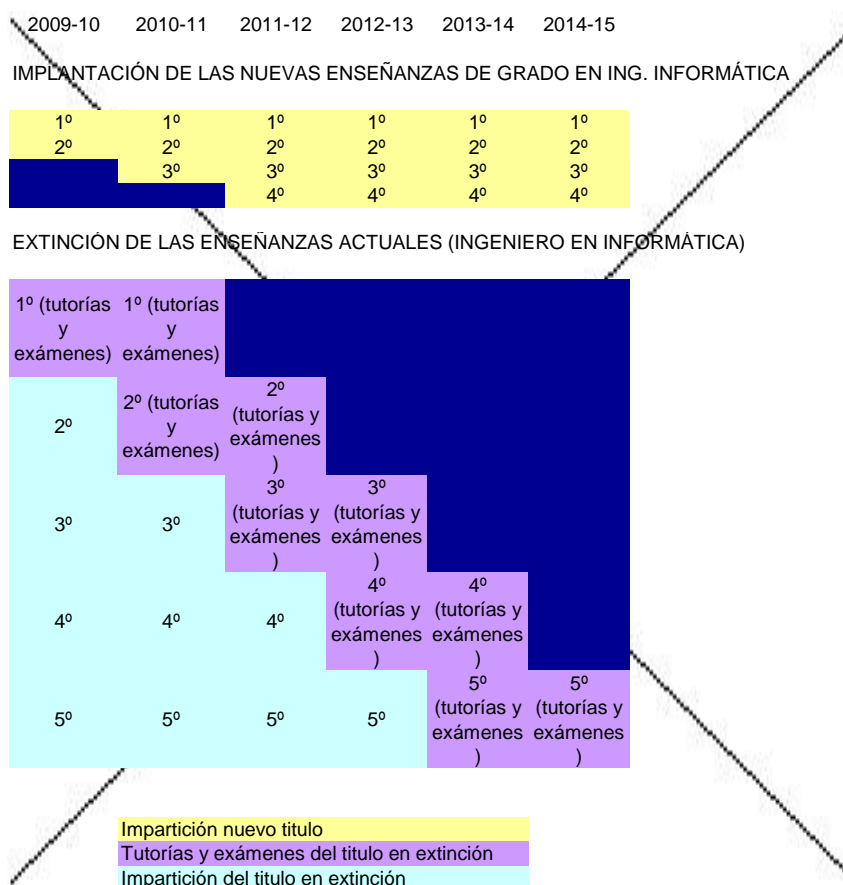 2009-10 2010-11 2011-12 2012-13 2013-14 2014-15
IMPLANTACIÓN DE LAS NUEVAS ENSEÑANZAS DE GRADO EN ING. INFORMÁTICA
1º 1º 1º 1º 1º 1º
2º 2º 2º 2º 2º 2º
3º 3º 3º 3º 3º
4º 4º 4º 4º
EXTINCIÓN DE LAS ENSEÑANZAS ACTUALES (INGENIERO EN INFORMÁTICA)
1º (tutorías 1º (tutorías
y y
exámenes) exámenes)
2º 2º (tutorías 2º
y (tutorías y
exámenes) exámenes
)
3º 3º 3º 3º
(tutorías y (tutorías y
exámenes exámenes
) )
4º 4º 4º 4º 4º
(tutorías y (tutorías y
exámenes exámenes
) )
5º 5º 5º 5º 5º 5º
(tutorías y (tutorías y
exámenes exámenes
) )
Impartición nuevo titulo
Tutorías y exámenes del titulo en extinción
Impartición del titulo en extinción